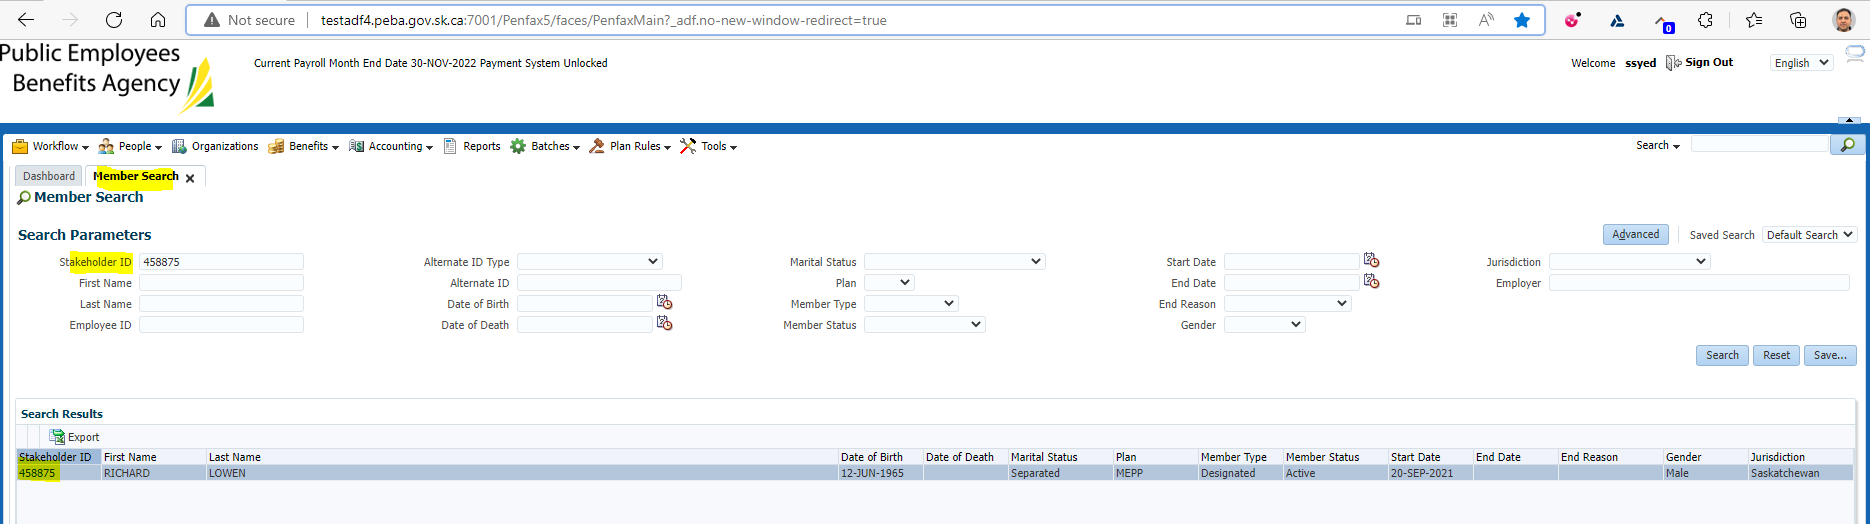 Not secure | testadf4.peba.gov.sk.ca:7001/Penfax5/faces/PenfaxMain?_adf.no-new-window-redirect=true
0
Public Employees
Benefits Agency
Current Payroll Month End Date 30-NOV-2022 Payment System Unlocked
Welcome ssyed Sign Out English
Workflow People Organizations Benefits Accounting Reports Batches Plan Rules Tools Search
Dashboard Member Search
Member Search
Search Parameters Advanced Saved Search Default Search
Stakeholder ID 458875 Alternate ID Type Marital Status Start Date Jurisdiction
First Name Alternate ID Plan End Date Employer
Last Name Date of Birth Member Type End Reason
Employee ID Date of Death Member Status Gender
Search Reset Save...
Search Results
Export
Stakeholder ID First Name Last Name Date of Birth Date of Death Marital Status Plan Member Type Member Status Start Date End Date End Reason Gender Jurisdiction
458875 RICHARD LOWEN 12-JUN-1965 Separated MEPP Designated Active 20-SEP-2021 Male Saskatchewan